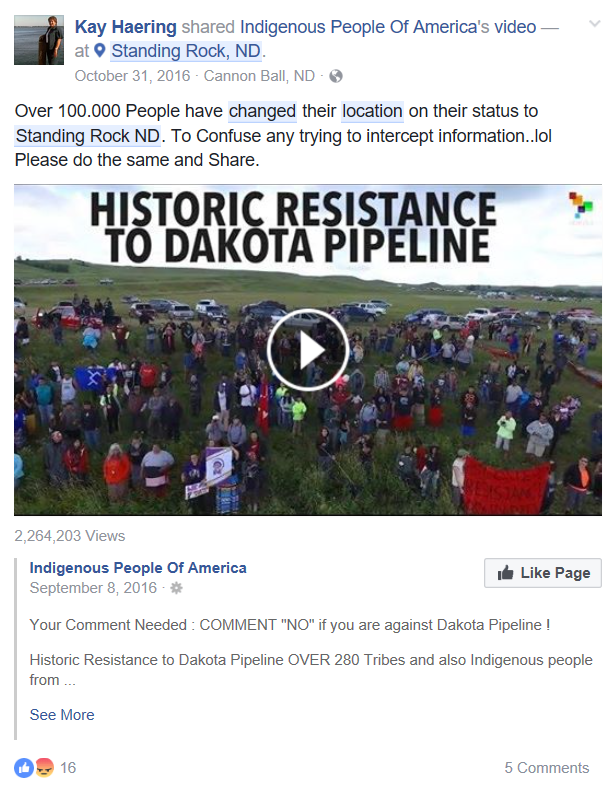 Kay Haering shared Indigenous People Of America's video —
at Standing Rock, ND.
October 31, 2016 · Cannon Ball, ND ·
Over 100.000 People have changed their location on their status to
Standing Rock ND. To Confuse any trying to intercept information..lol
Please do the same and Share.
HISTORIC RESISTANCE
TO DAKOTA PIPELINE
2,264,203 Views
Indigenous People Of America
September 8, 2016 ·
Like Page
Your Comment Needed : COMMENT "NO" if you are against Dakota Pipeline !
Historic Resistance to Dakota Pipeline OVER 280 Tribes and also Indigenous people
from ...
See More
16
5 Comments